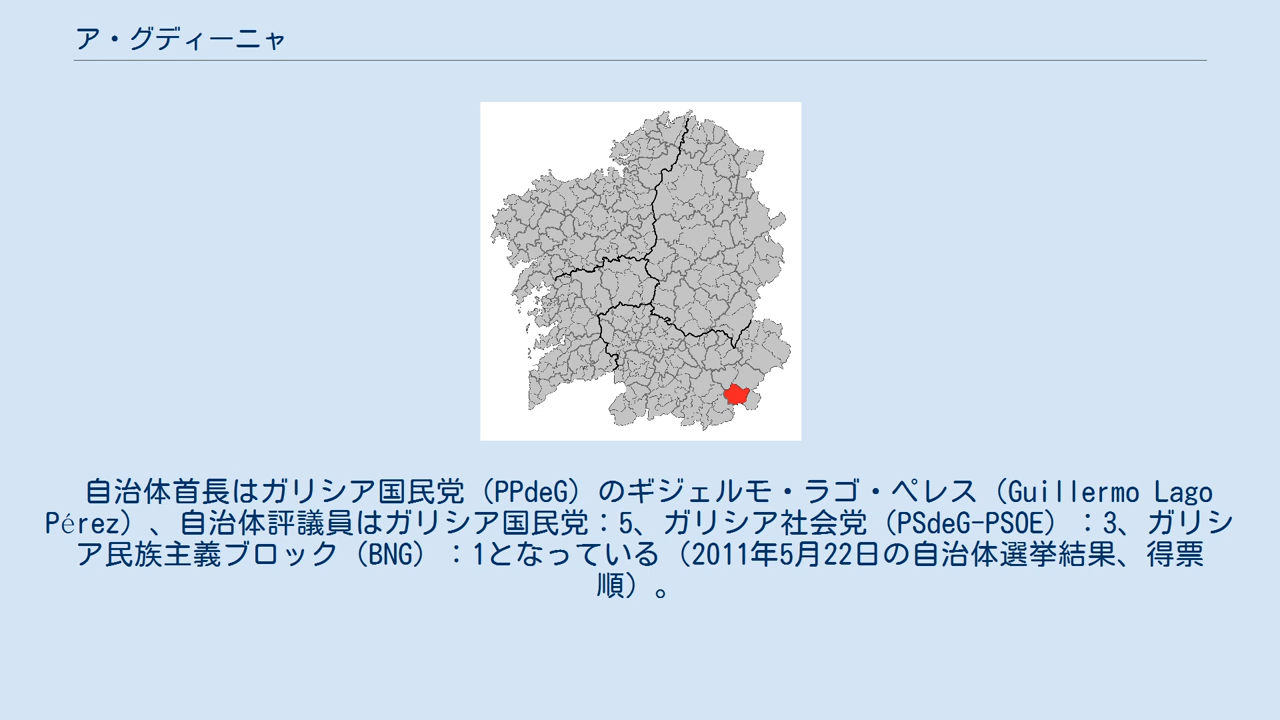 ア・グディーニャ
自治体首長はガリシア国民党（PPdeG）のギジェルモ・ラゴ・ペレス（Guillermo Lago
Pérez）、自治体評議員はガリシア国民党：5、ガリシア社会党（PSdeG-PSOE）：3、ガリシ
ア民族主義ブロック（BNG）：1となっている（2011年5月22日の自治体選挙結果、得票
順）。